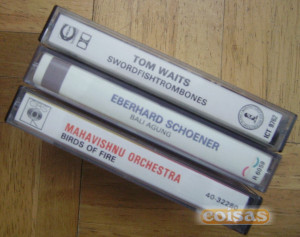 TOM WAITS
SWORDFISHTROMBONES
EBERHARD SCHOENER
BALI AGUNG
MAHAVISHNU ORCHESTRA
BIRDS OF FIRE
coisas